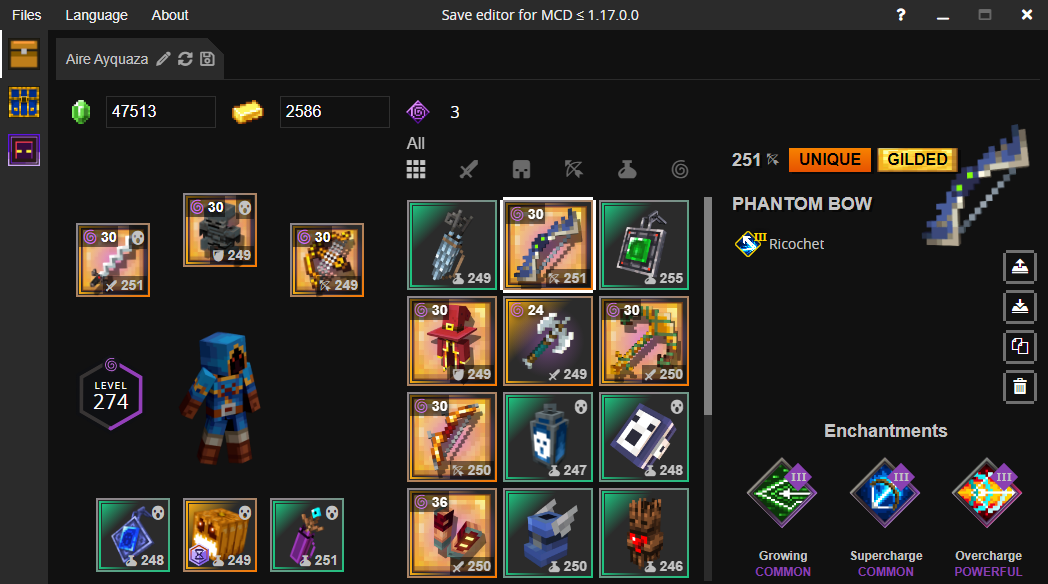 Files Language About Save editor for MCD ≤ 1.17.0.0 ?
Aire Ayquaza
47513 2586 3
All
251 UNIQUE GILDED
PHANTOM BOW
III Ricochet
30 249
30 251
30 249
249
30 251
255
30 249
24 249
30 250
30 250
247
248
36 250
250
246
LEVEL
274
248
249
251
Enchantments
III III III
Growing Supercharge Overcharge
COMMON COMMON POWERFUL